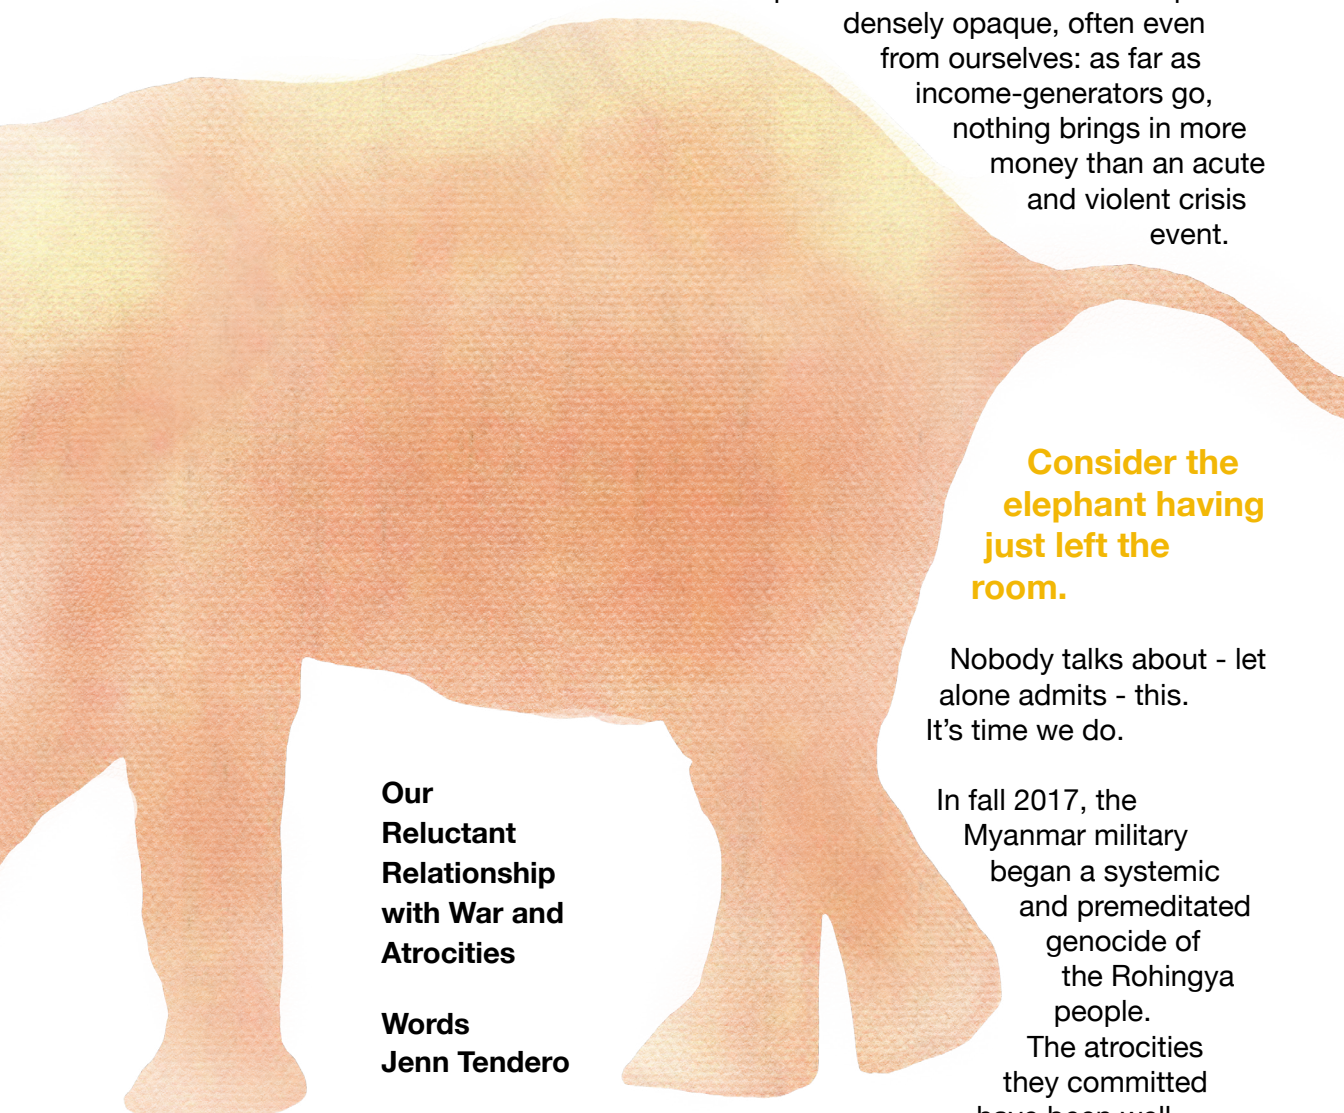 densely opaque, often even
from ourselves: as far as
income-generators go,
nothing brings in more
money than an acute
and violent crisis
event.
Consider the
elephant having
just left the
room.
Nobody talks about - let
alone admits - this.
It’s time we do.
In fall 2017, the
Myanmar military
began a systemic
and premeditated
genocide of
the Rohingya
people.
The atrocities
they committed
have been well
Our
Reluctant
Relationship
with War and
Atrocities
Words
Jenn Tendero